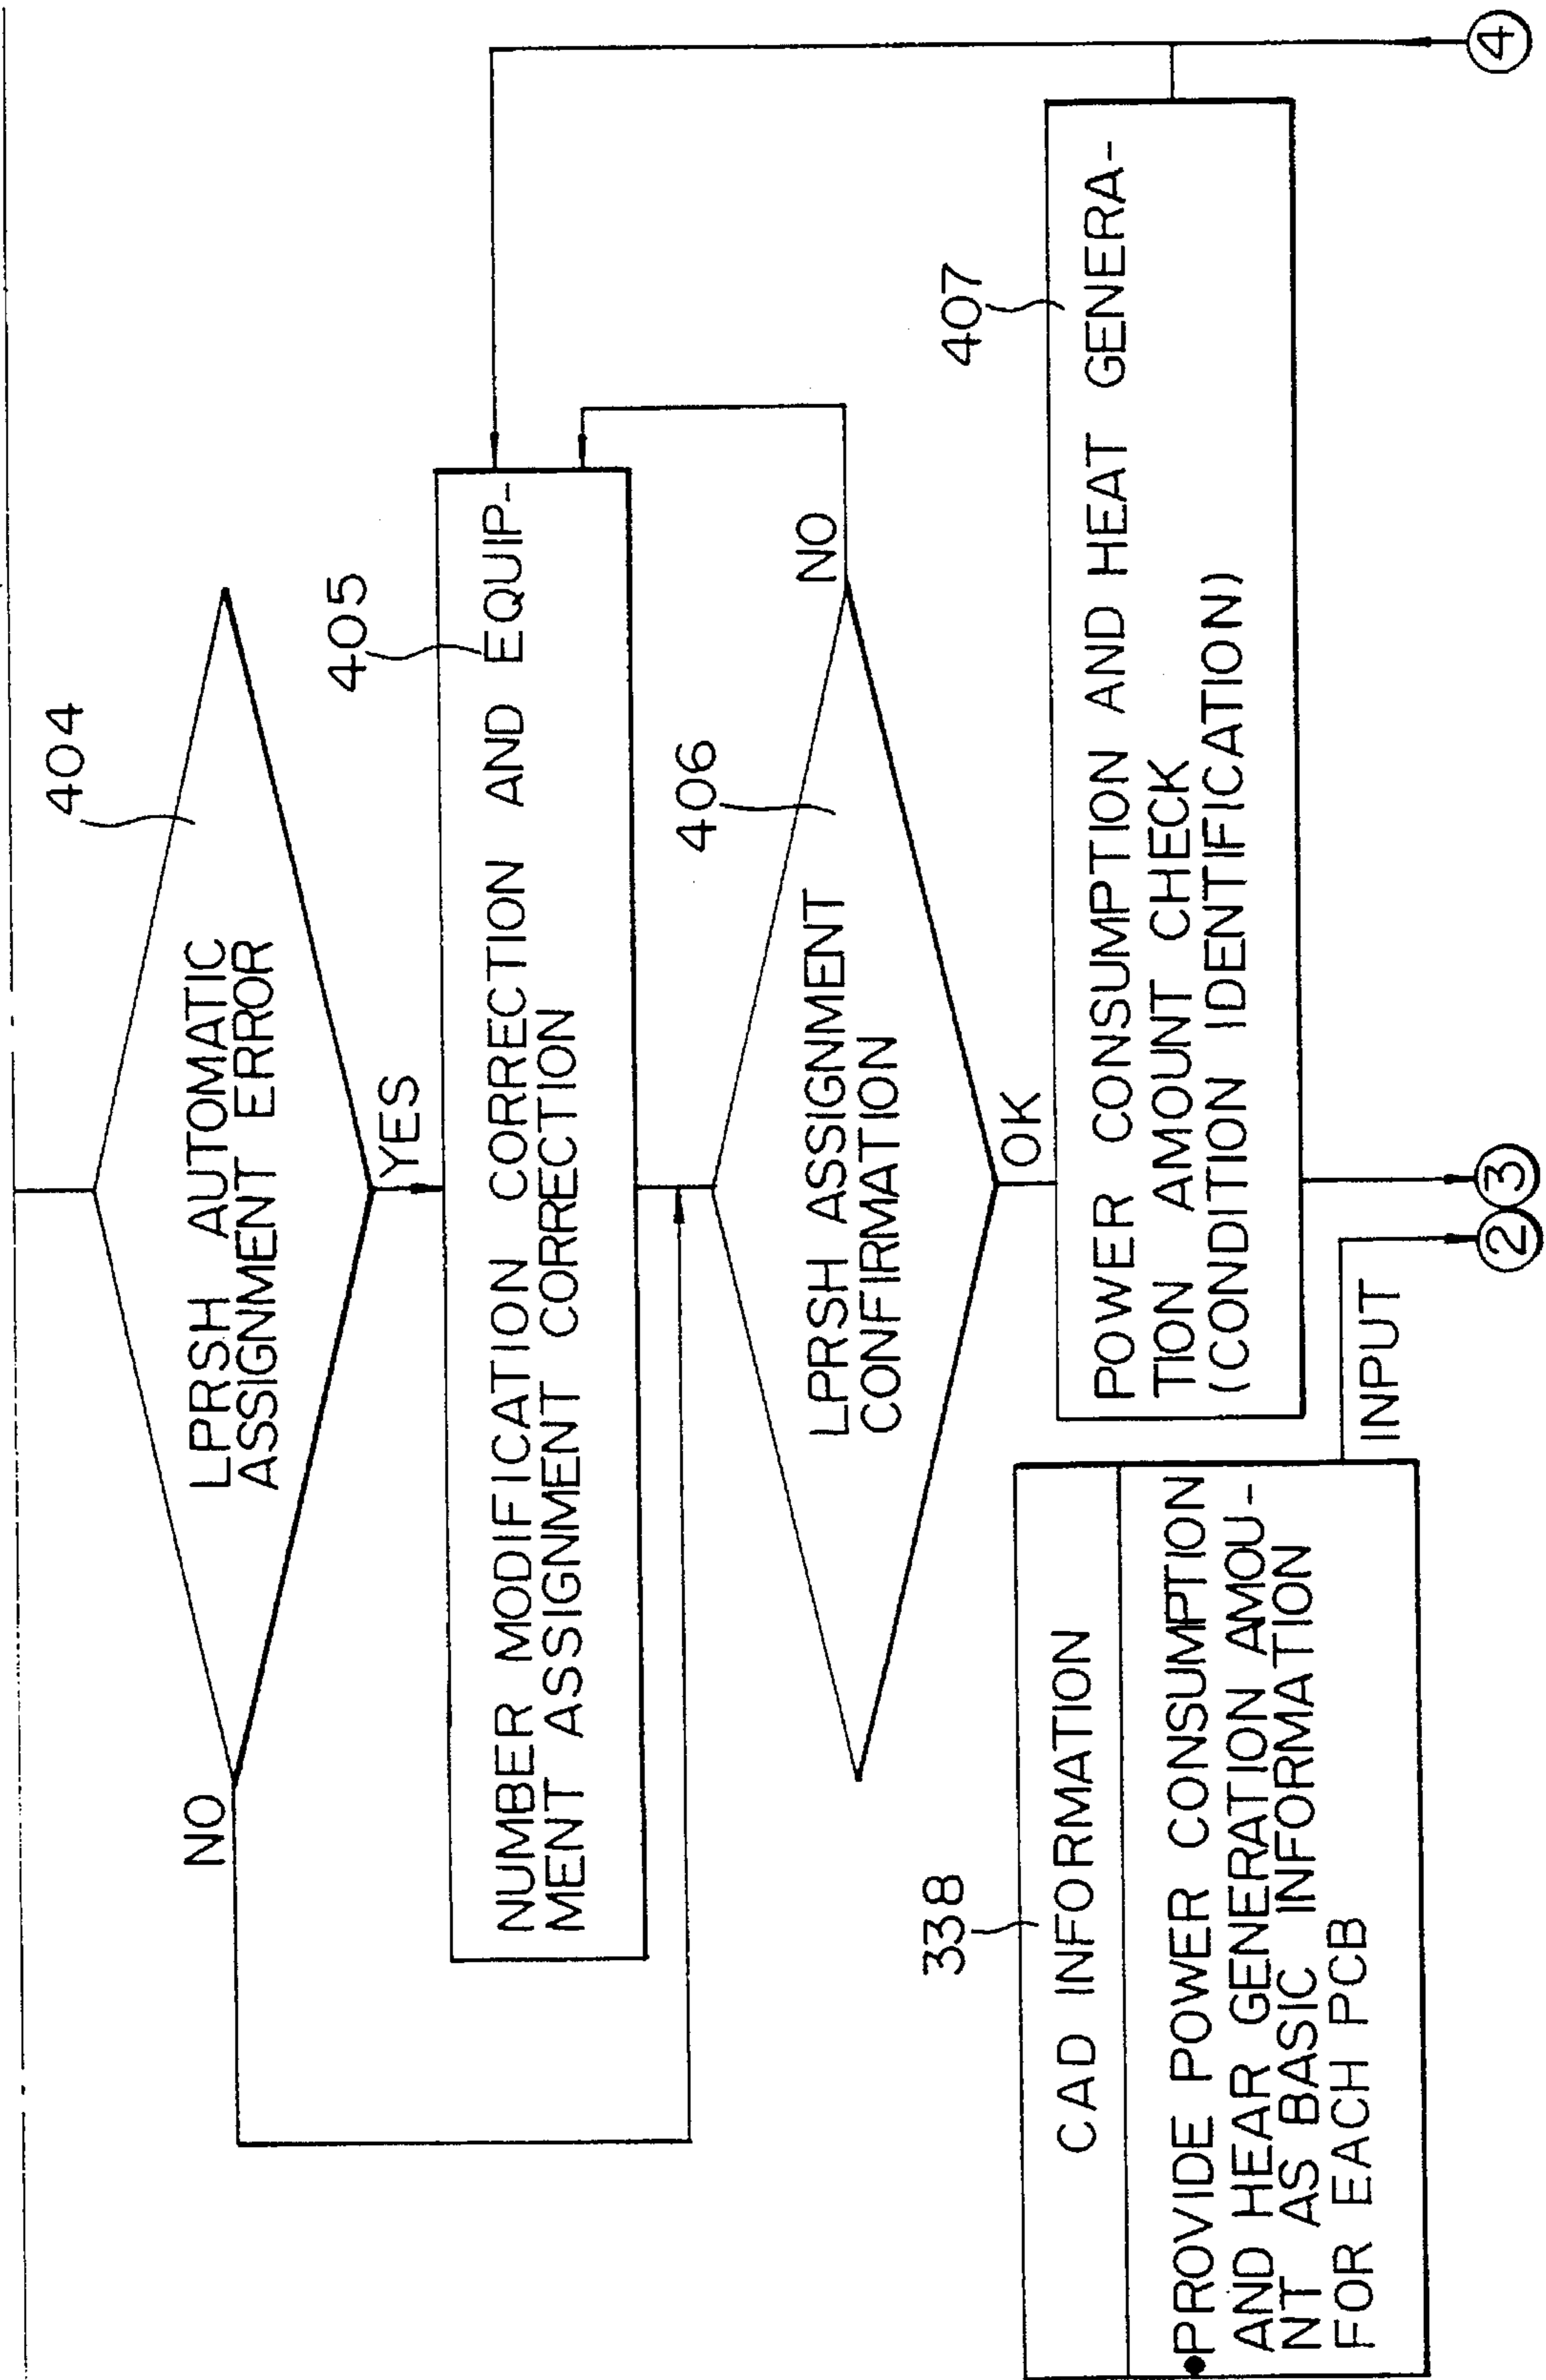 404
LPRSH AUTOMATIC
ASSIGNMENT ERROR
NO
YES
405
NUMBER MODIFICATION CORRECTION AND EQUIP-
MENT ASSIGNMENT CORRECTION
406
LPRSH ASSIGNMENT
CONFIRMATION
NO
OK
407
POWER CONSUMPTION AND HEAT GENERA-
TION AMOUNT CHECK
(CONDITION IDENTIFICATION)
338
CAD INFORMATION
●PROVIDE POWER CONSUMPTION
AND HEAR GENERATION AMOU-
NT AS BASIC INFORMATION
FOR EACH PCB
INPUT
2
3
4